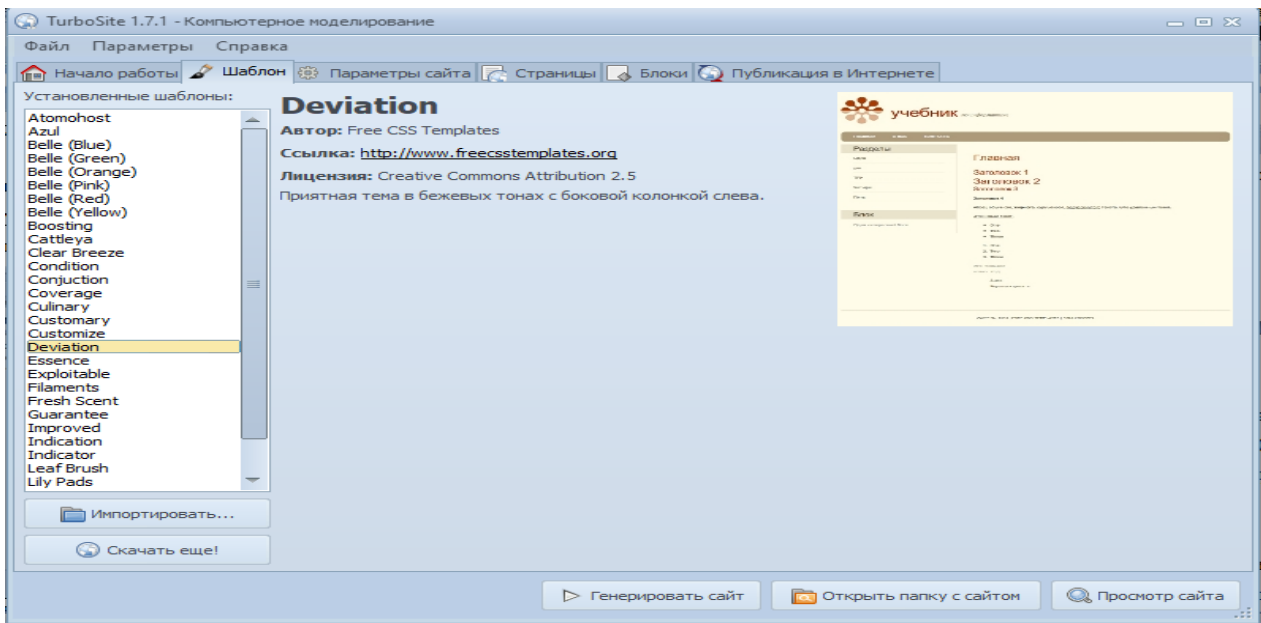 TurboSite 1.7.1 - Компьютерное моделирование
Файл Параметры Справка
Начало работы Шаблон Параметры сайта Страницы Блоки Публикация в Интернете
Установленные шаблоны:
Atomohost
Azul
Belle (Blue)
Belle (Green)
Belle (Orange)
Belle (Pink)
Belle (Red)
Belle (Yellow)
Boosting
Cattleya
Clear Breeze
Condition
Conjuction
Coverage
Culinary
Customary
Customize
Deviation
Essence
Exploitable
Filaments
Fresh Scent
Guarantee
Improved
Indication
Indicator
Leaf Brush
Lily Pads
Импортировать...
Скачать еще!
Deviation
Автор: Free CSS Templates
Ссылка: http://www.freecsstemplates.org
Лицензия: Creative Commons Attribution 2.5
Приятная тема в бежевых тонах с боковой колонкой слева.
учебник
Разделы
Блок
Главная
Заголовок 1
Заголовок 2
Заголовок 3
Генерировать сайт Открыть папку с сайтом Просмотр сайта